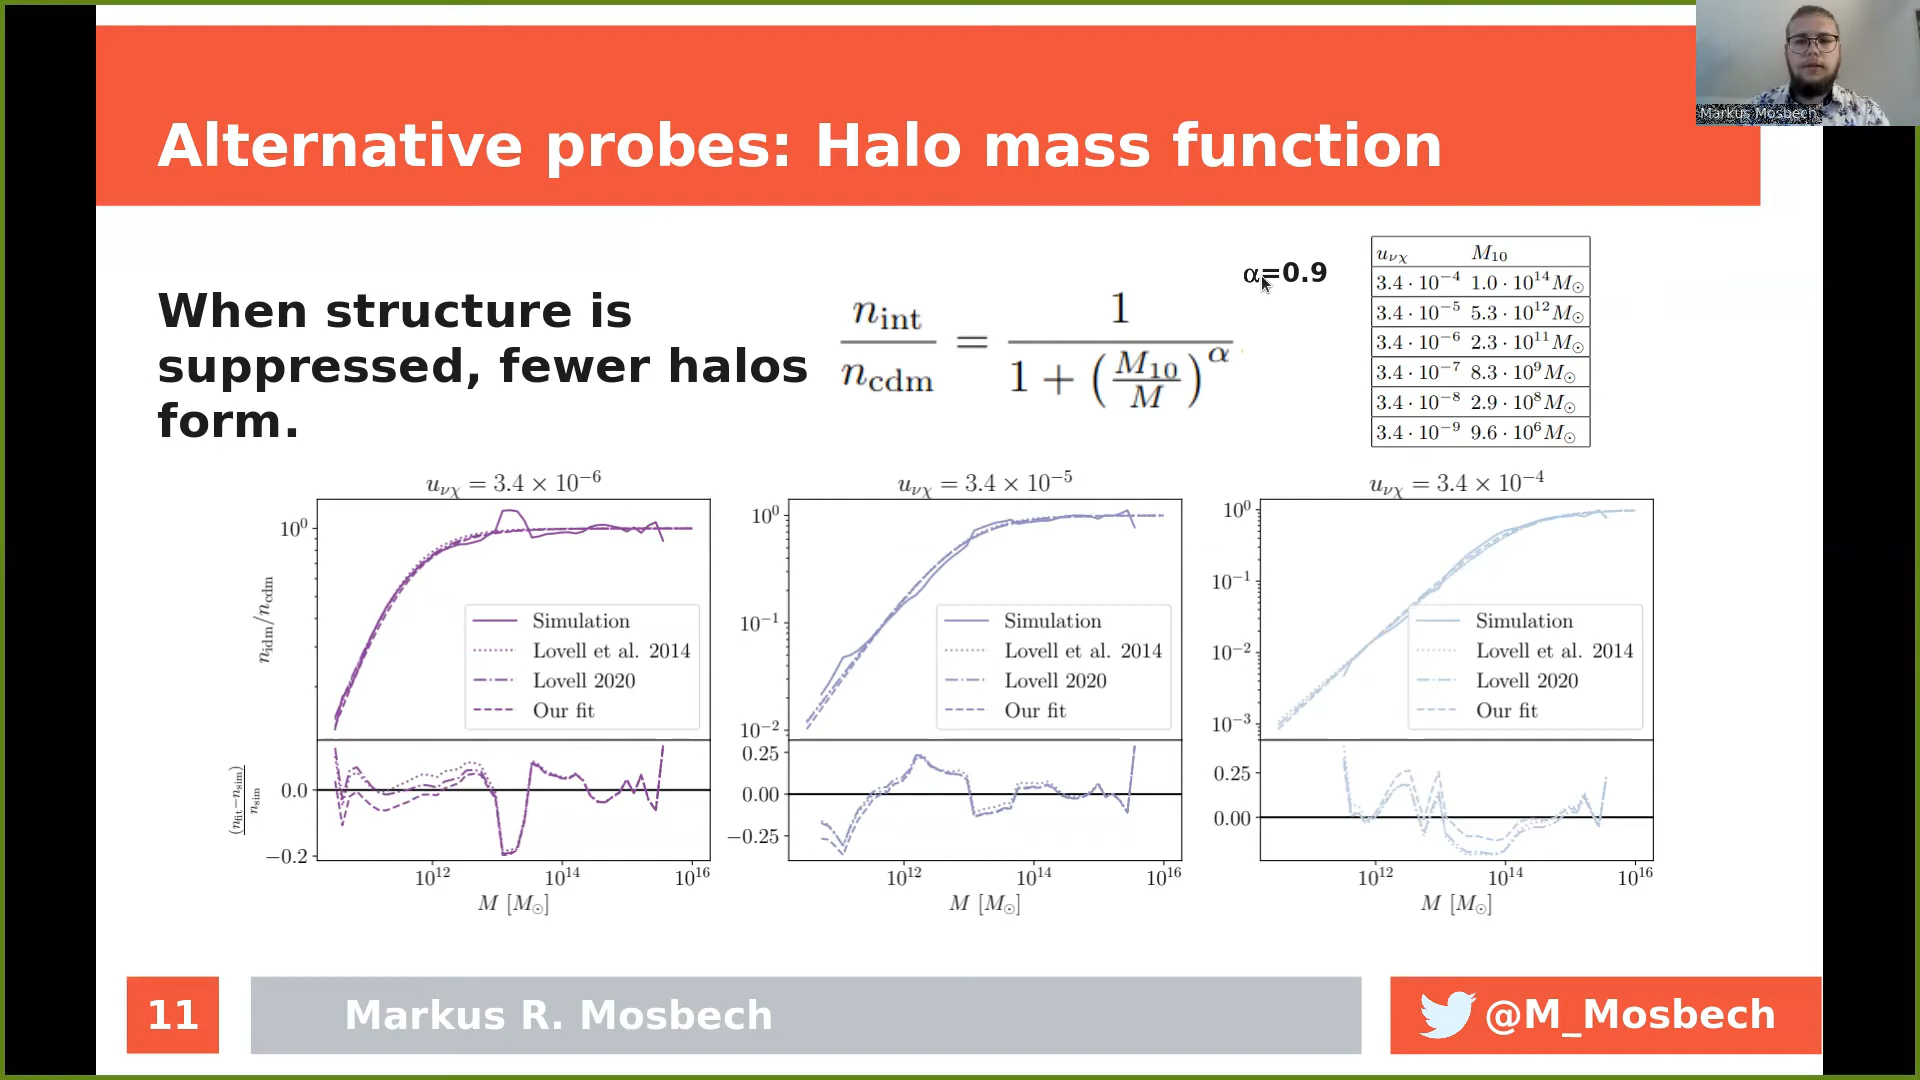 Markus Mosbech
Alternative probes: Halo mass function
When structure is
suppressed, fewer halos
form.
n_int / n_cdm = 1 / (1 + (M_10 / M)^α)
α=0.9
u_νχ M_10
3.4 · 10^−4 1.0 · 10^14 M_⊙
3.4 · 10^−5 5.3 · 10^12 M_⊙
3.4 · 10^−6 2.3 · 10^11 M_⊙
3.4 · 10^−7 8.3 · 10^9 M_⊙
3.4 · 10^−8 2.9 · 10^8 M_⊙
3.4 · 10^−9 9.6 · 10^6 M_⊙
u_νχ = 3.4 × 10^−6
10^0
n_idm/n_cdm
Simulation
Lovell et al. 2014
Lovell 2020
Our fit
(n_fit−n_sim) / n_sim
0.0
−0.2
10^12 10^14 10^16
M [M_⊙]
u_νχ = 3.4 × 10^−5
10^0
10^−1
10^−2
Simulation
Lovell et al. 2014
Lovell 2020
Our fit
0.25
0.00
−0.25
10^12 10^14 10^16
M [M_⊙]
u_νχ = 3.4 × 10^−4
10^0
10^−1
10^−2
10^−3
Simulation
Lovell et al. 2014
Lovell 2020
Our fit
0.25
0.00
10^12 10^14 10^16
M [M_⊙]
11
Markus R. Mosbech
@M_Mosbech